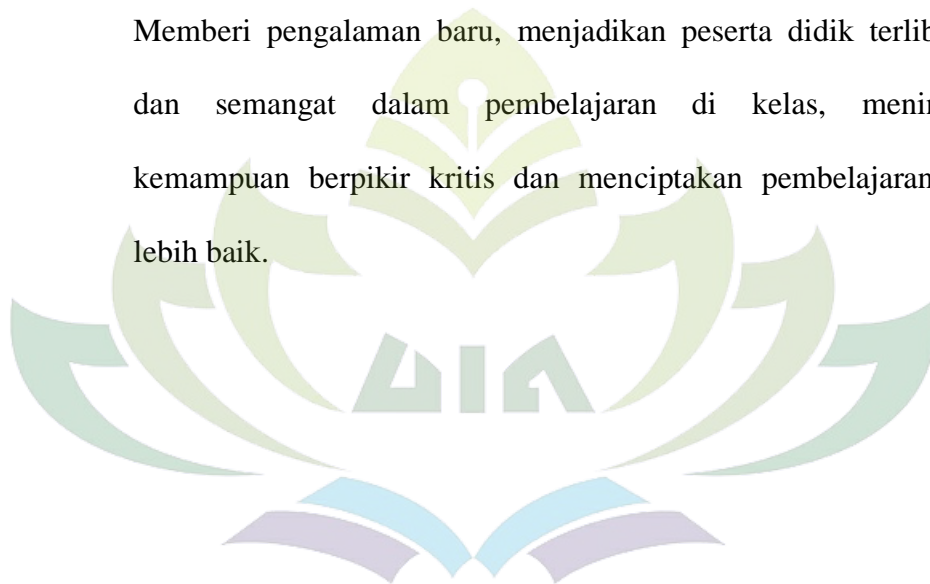 Memberi pengalaman baru, menjadikan peserta didik
dan semangat dalam pembelajaran di kelas,
kemampuan berpikir kritis dan menciptakan pembelajaran
lebih baik.
UIN